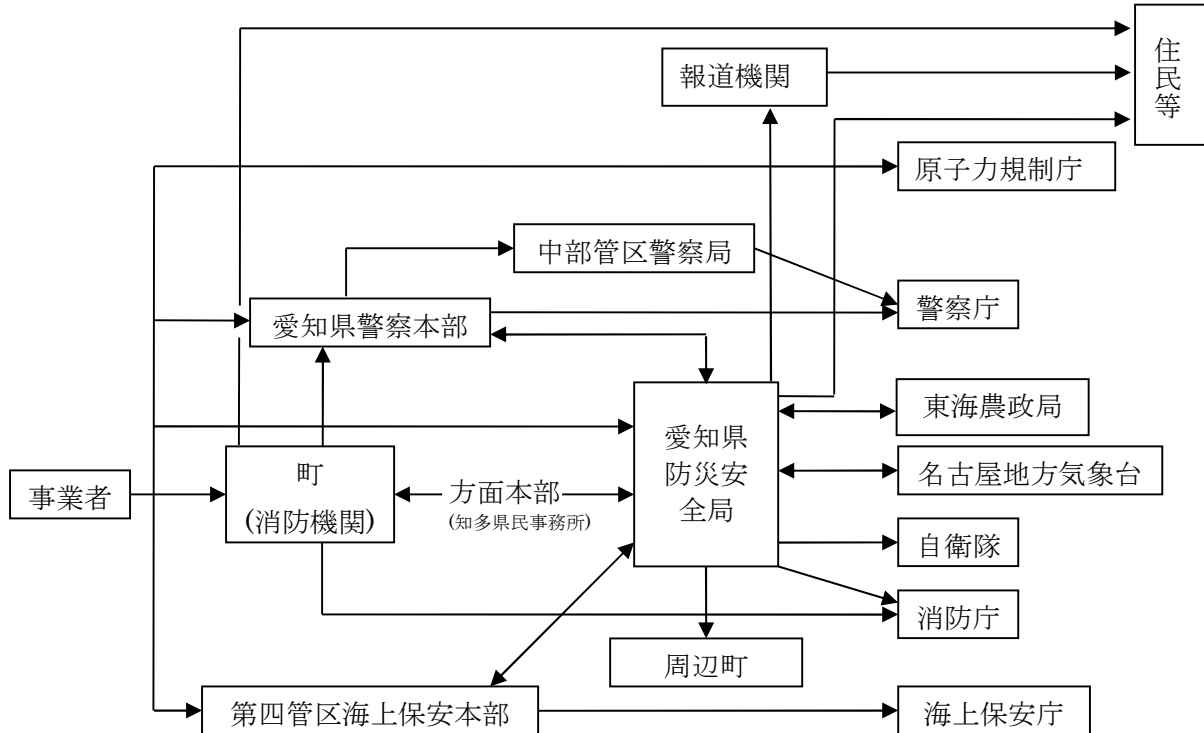 住民等
報道機関
原子力規制庁
中部管区警察局
警察庁
愛知県警察本部
東海農政局
愛知県
防災安
全局
町
(消防機関)
名古屋地方気象台
事業者
方面本部
(知多県民事務所)
自衛隊
消防庁
周辺町
第四管区海上保安本部
海上保安庁